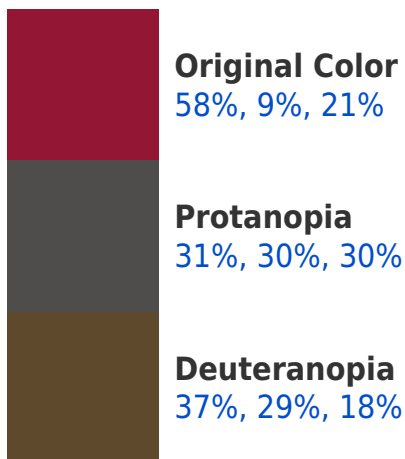 Original Color
58%, 9%, 21%
Protanopia
31%, 30%, 30%
Deuteranopia
37%, 29%, 18%